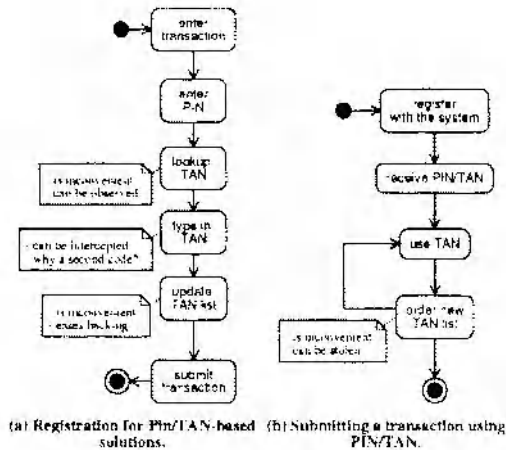 enter
transaction
enter
PIN
lookup
TAN
is inconvenient
can be observed
type in
TAN
- can be intercepted
why a second code?
update
TAN list
is inconvenient
submit
transaction
(a) Registration for Pin/TAN-based
solutions.
register
with the system
receive PIN/TAN
use TAN
order new
TAN list
is inconvenient
can be stolen
(b) Submitting a transaction using
PIN/TAN.